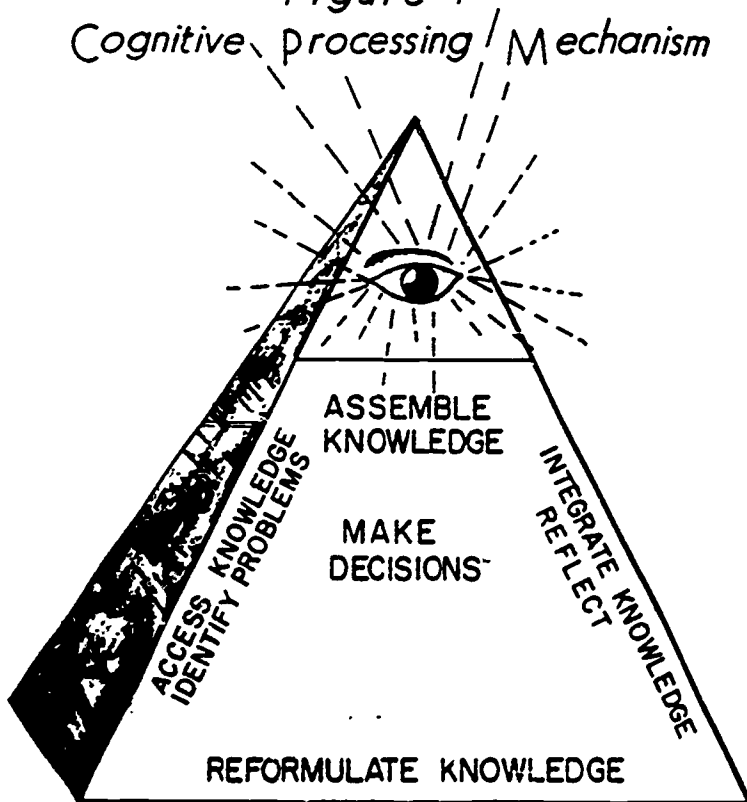 Cognitive Processing Mechanism
ASSEMBLE
KNOWLEDGE
ACCESS KNOWLEDGE
IDENTIFY PROBLEMS
MAKE
DECISIONS
INTEGRATE KNOWLEDGE
REFLECT
REFORMULATE KNOWLEDGE